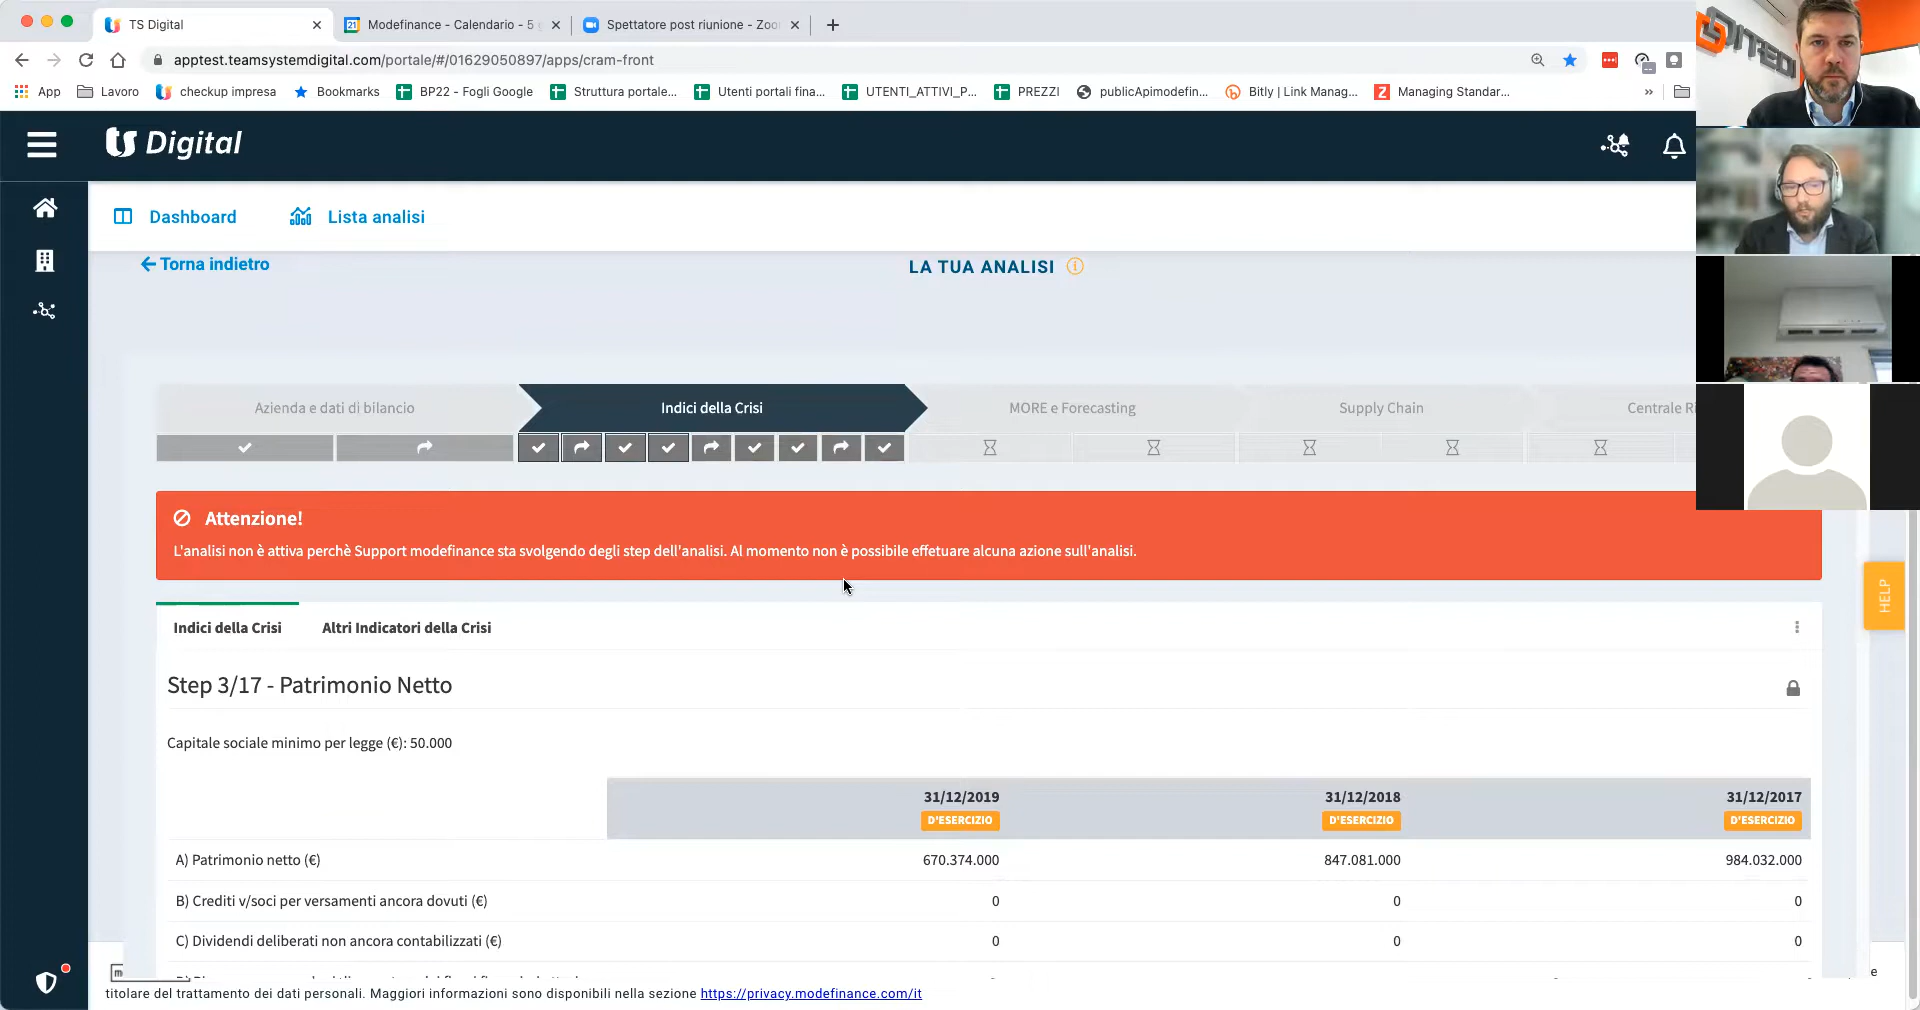 TS Digital
Modefinance - Calendario - 5
Spettatore post riunione - Zoo
apptest.teamsystemdigital.com/portale/#/01629050897/apps/cram-front
App
Lavoro
checkup impresa
Bookmarks
BP22 - Fogli Google
Struttura portale...
Utenti portali fina...
UTENTI_ATTIVI_P...
PREZZI
publicApimodefin...
Bitly | Link Manag...
Managing Standar...
»
ts Digital
Dashboard
Lista analisi
Torna indietro
LA TUA ANALISI
Azienda e dati di bilancio
Indici della Crisi
MORE e Forecasting
Supply Chain
Centrale Ri
Attenzione!
L'analisi non è attiva perchè Support modefinance sta svolgendo degli step dell'analisi. Al momento non è possibile effetuare alcuna azione sull'analisi.
HELP
Indici della Crisi
Altri Indicatori della Crisi
Step 3/17 - Patrimonio Netto
Capitale sociale minimo per legge (€): 50.000
31/12/2019 31/12/2018 31/12/2017
D'ESERCIZIO D'ESERCIZIO D'ESERCIZIO
A) Patrimonio netto (€) 670.374.000 847.081.000 984.032.000
B) Crediti v/soci per versamenti ancora dovuti (€) 0 0 0
C) Dividendi deliberati non ancora contabilizzati (€) 0 0 0
titolare del trattamento dei dati personali. Maggiori informazioni sono disponibili nella sezione https://privacy.modefinance.com/it